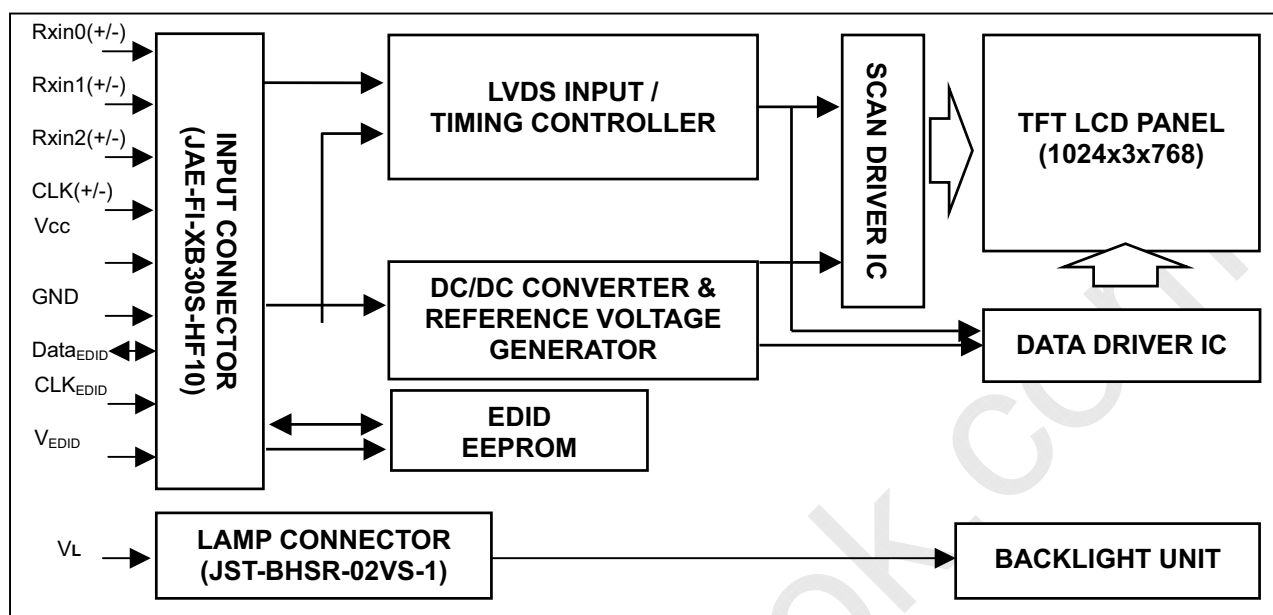 Rxin0(+/-)
Rxin1(+/-)
Rxin2(+/-)
CLK(+/-)
Vcc
GND
DataEDID
CLKEDID
VEDID
VL
INPUT CONNECTOR
(JAE-FI-XB30S-HF10)
LVDS INPUT /
TIMING CONTROLLER
DC/DC CONVERTER &
REFERENCE VOLTAGE
GENERATOR
EDID
EEPROM
SCAN DRIVER IC
TFT LCD PANEL
(1024x3x768)
DATA DRIVER IC
LAMP CONNECTOR
(JST-BHSR-02VS-1)
BACKLIGHT UNIT
ok.com